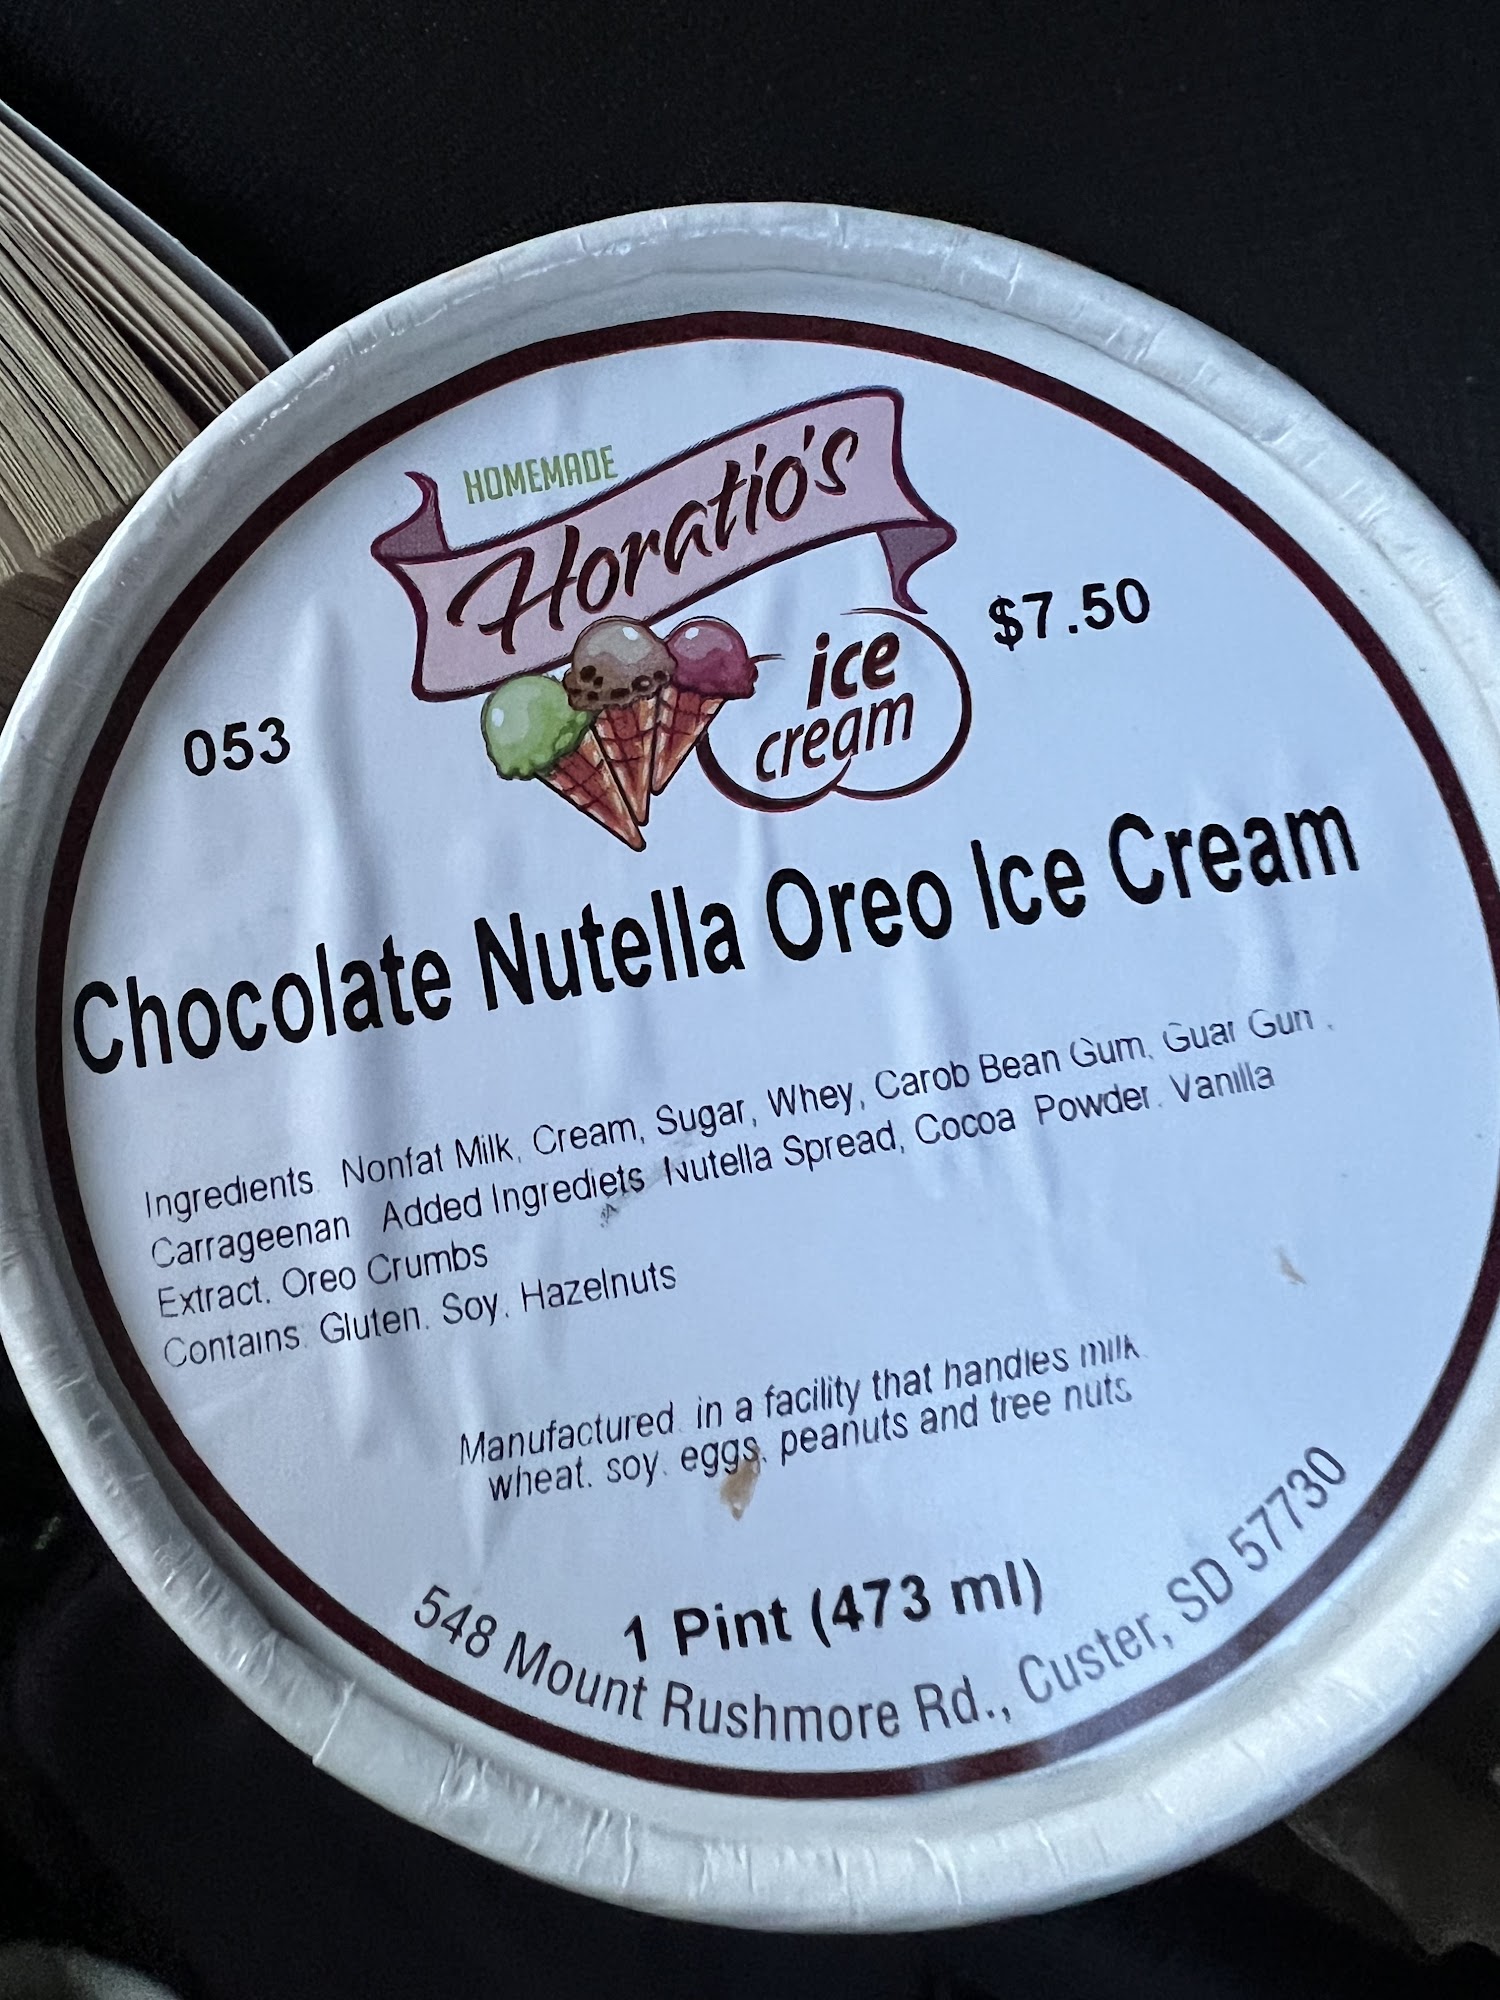 HOMEMADE
Horatio's
ice
cream
$7.50
053
Chocolate Nutella Oreo Ice Cream
Ingredients Nonfat Milk, Cream, Sugar, Whey, Carob Bean Gum, Guar Gum,
Carrageenan Added Ingrediets Nutella Spread, Cocoa Powder, Vanilla
Extract, Oreo Crumbs
Contains: Gluten, Soy, Hazelnuts
Manufactured in a facility that handles milk
wheat, soy, eggs, peanuts and tree nuts
1 Pint (473 ml)
548 Mount Rushmore Rd., Custer, SD 57730